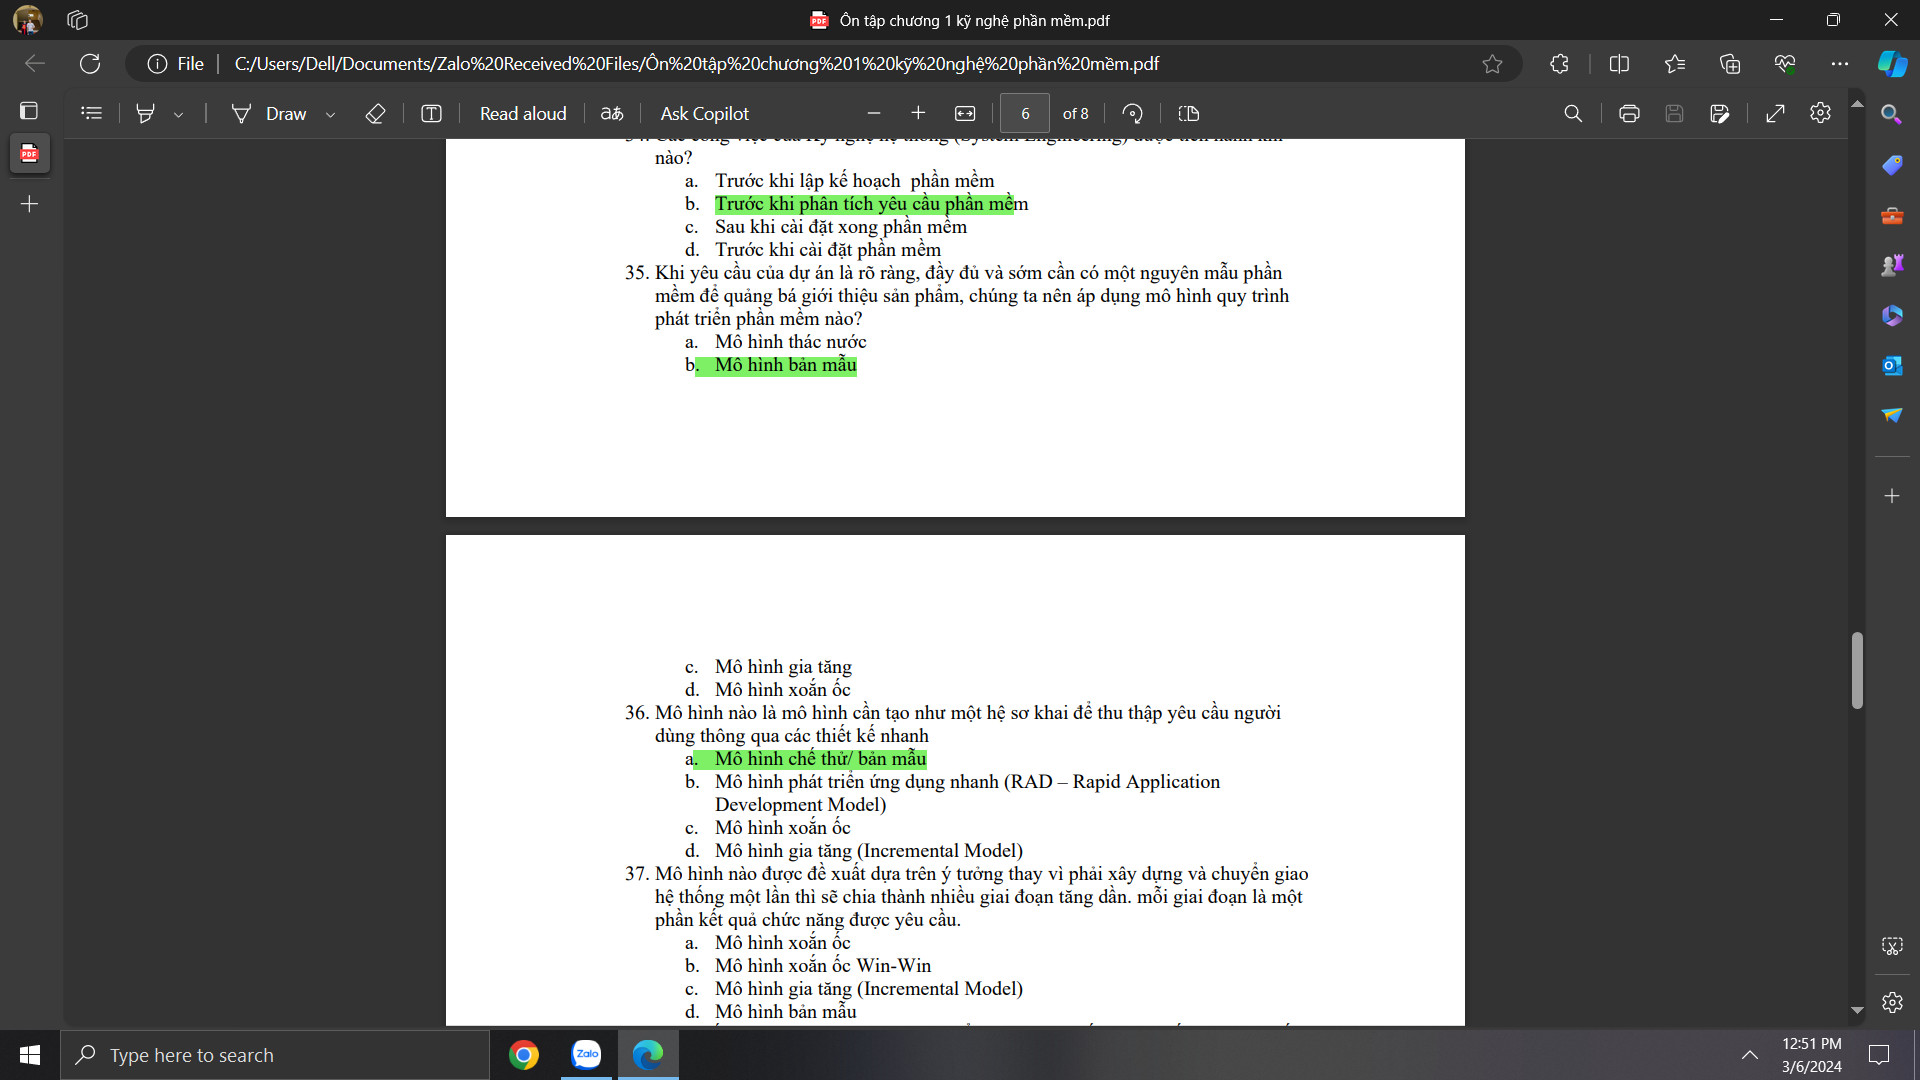 Ôn tập chương 1 kỹ nghệ phần mềm.pdf
File
C:/Users/Dell/Documents/Zalo%20Received%20Files/Ôn%20tập%20chương%201%20kỹ%20nghệ%20phần%20mềm.pdf
Draw
Read aloud
aあ
Ask Copilot
6
of 8
nào?
a. Trước khi lập kế hoạch phần mềm
b. Trước khi phân tích yêu cầu phần mềm
c. Sau khi cài đặt xong phần mềm
d. Trước khi cài đặt phần mềm
35. Khi yêu cầu của dự án là rõ ràng, đầy đủ và sớm cần có một nguyên mẫu phần
mềm để quảng bá giới thiệu sản phẩm, chúng ta nên áp dụng mô hình quy trình
phát triển phần mềm nào?
a. Mô hình thác nước
b. Mô hình bản mẫu
c. Mô hình gia tăng
d. Mô hình xoắn ốc
36. Mô hình nào là mô hình cần tạo như một hệ sơ khai để thu thập yêu cầu người
dùng thông qua các thiết kế nhanh
a. Mô hình chế thử/ bản mẫu
b. Mô hình phát triển ứng dụng nhanh (RAD – Rapid Application
Development Model)
c. Mô hình xoắn ốc
d. Mô hình gia tăng (Incremental Model)
37. Mô hình nào được đề xuất dựa trên ý tưởng thay vì phải xây dựng và chuyển giao
hệ thống một lần thì sẽ chia thành nhiều giai đoạn tăng dần. mỗi giai đoạn là một
phần kết quả chức năng được yêu cầu.
a. Mô hình xoắn ốc
b. Mô hình xoắn ốc Win-Win
c. Mô hình gia tăng (Incremental Model)
d. Mô hình bản mẫu
Type here to search
Zalo
12:51 PM
3/6/2024